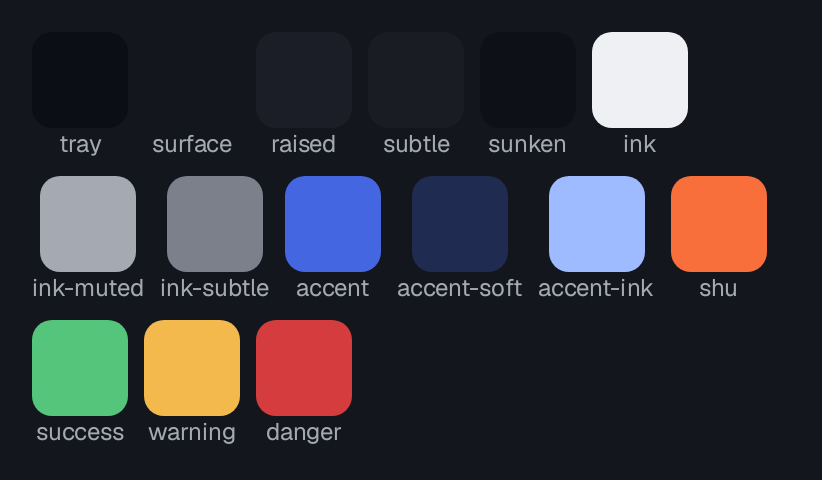 tray surface raised subtle sunken ink
ink-muted ink-subtle accent accent-soft accent-ink shu
success warning danger